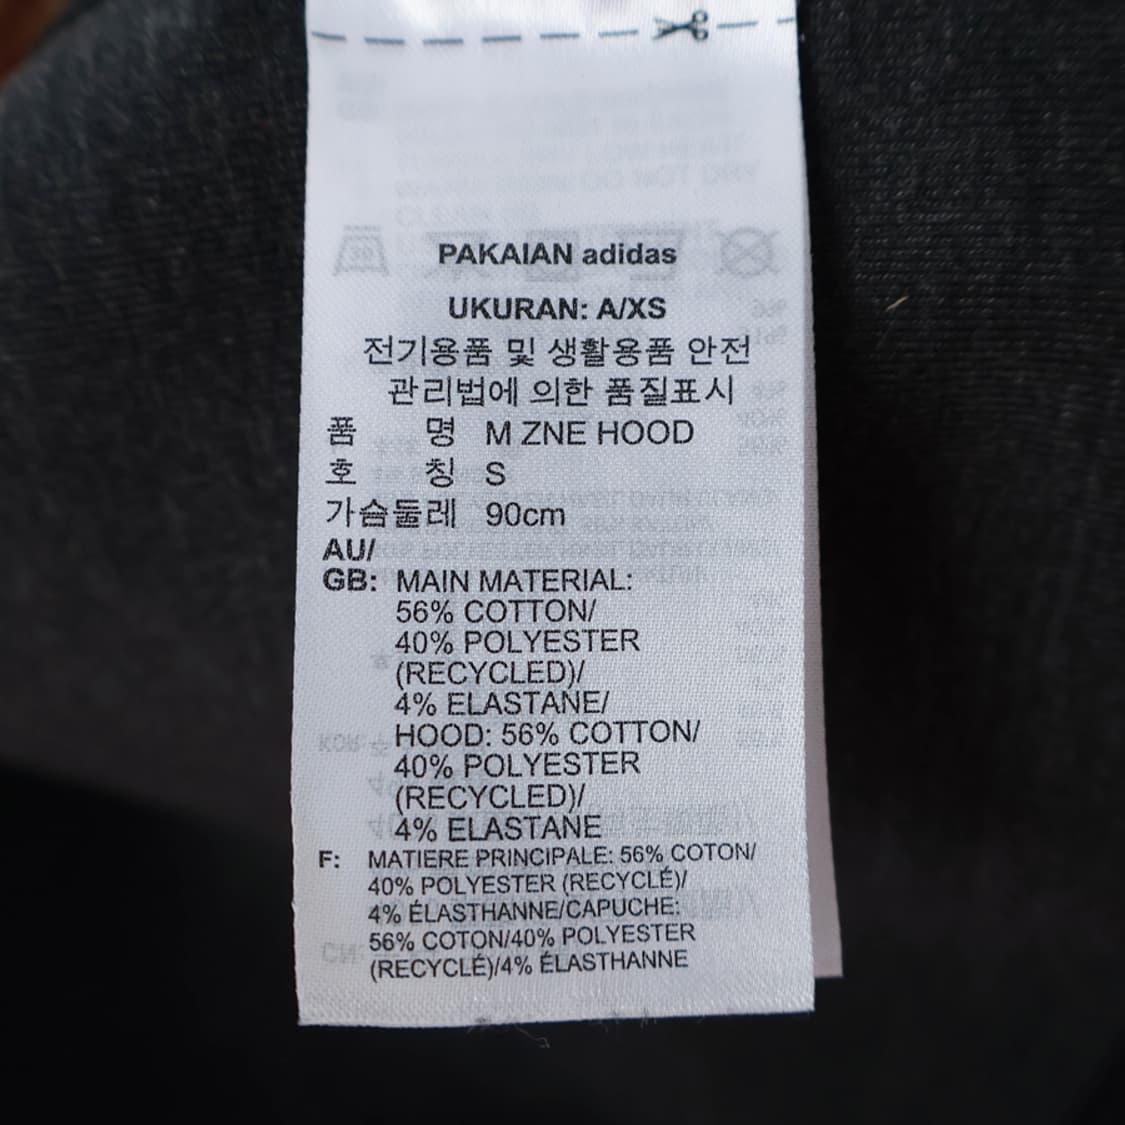 PAKAIAN adidas
UKURAN: A/XS
전기용품 및 생활용품 안전
관리법에 의한 품질표시
품 명 M ZNE HOOD
호 칭 S
가슴둘레 90cm
AU/
GB: MAIN MATERIAL:
56% COTTON/
40% POLYESTER
(RECYCLED)/
4% ELASTANE/
HOOD: 56% COTTON/
40% POLYESTER
(RECYCLED)/
4% ELASTANE
F: MATIERE PRINCIPALE: 56% COTON/
40% POLYESTER (RECYCLÉ)/
4% ÉLASTHANNE/CAPUCHE:
56% COTON/40% POLYESTER
(RECYCLÉ)/4% ÉLASTHANNE